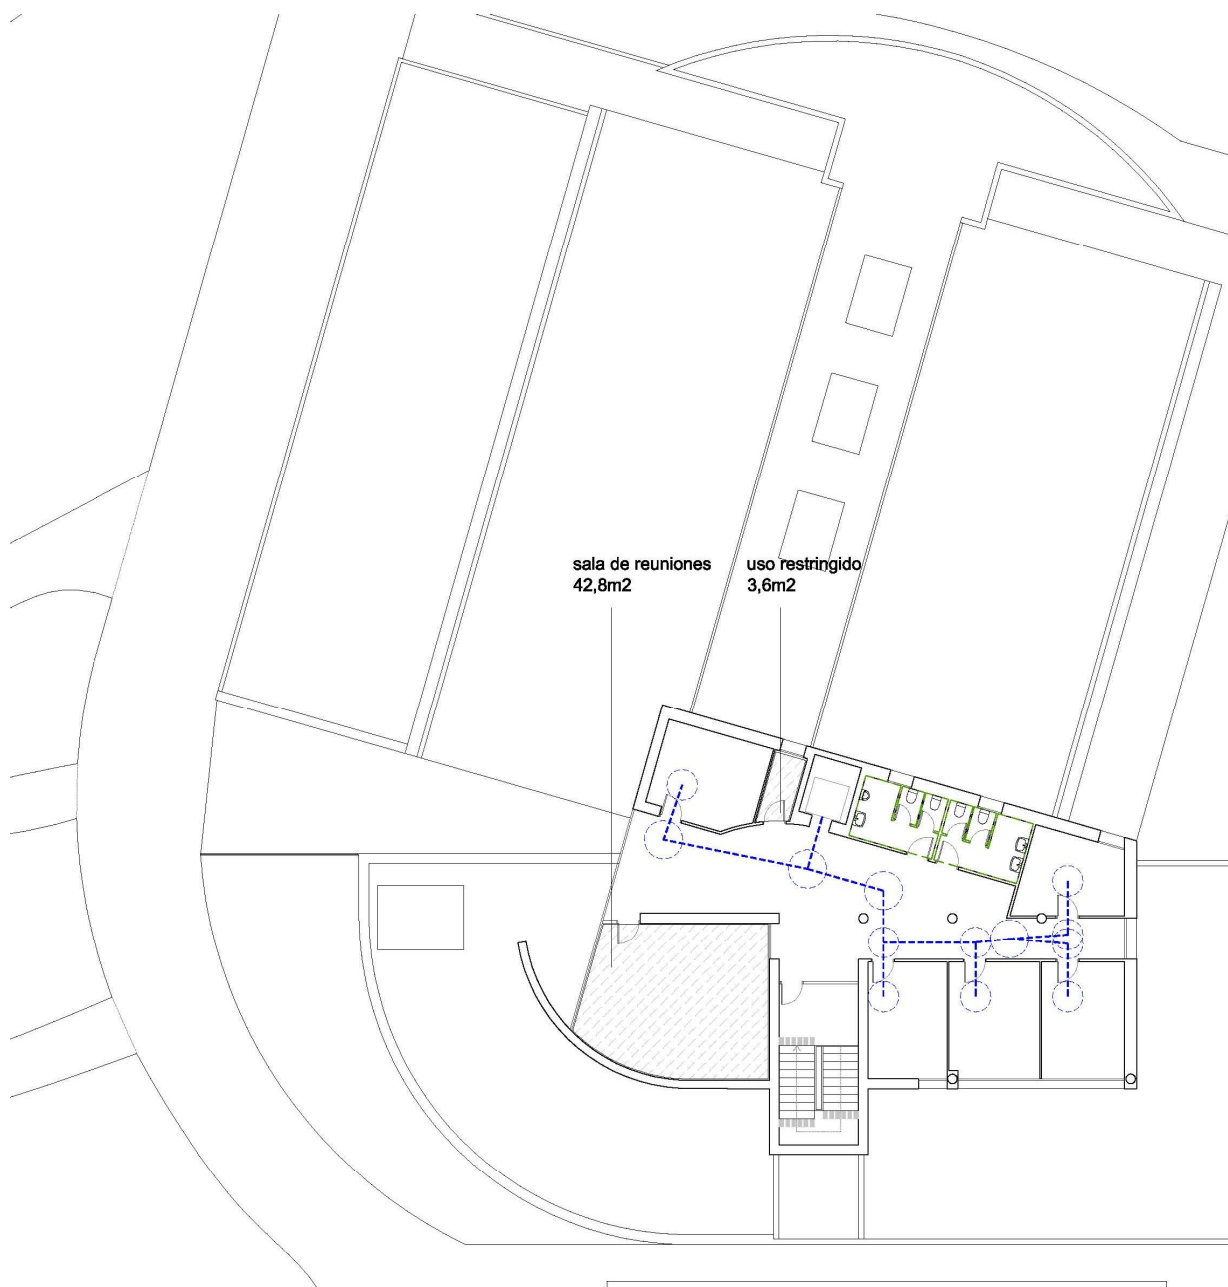 sala de reuniones
42,8m2
uso restringido
3,6m2